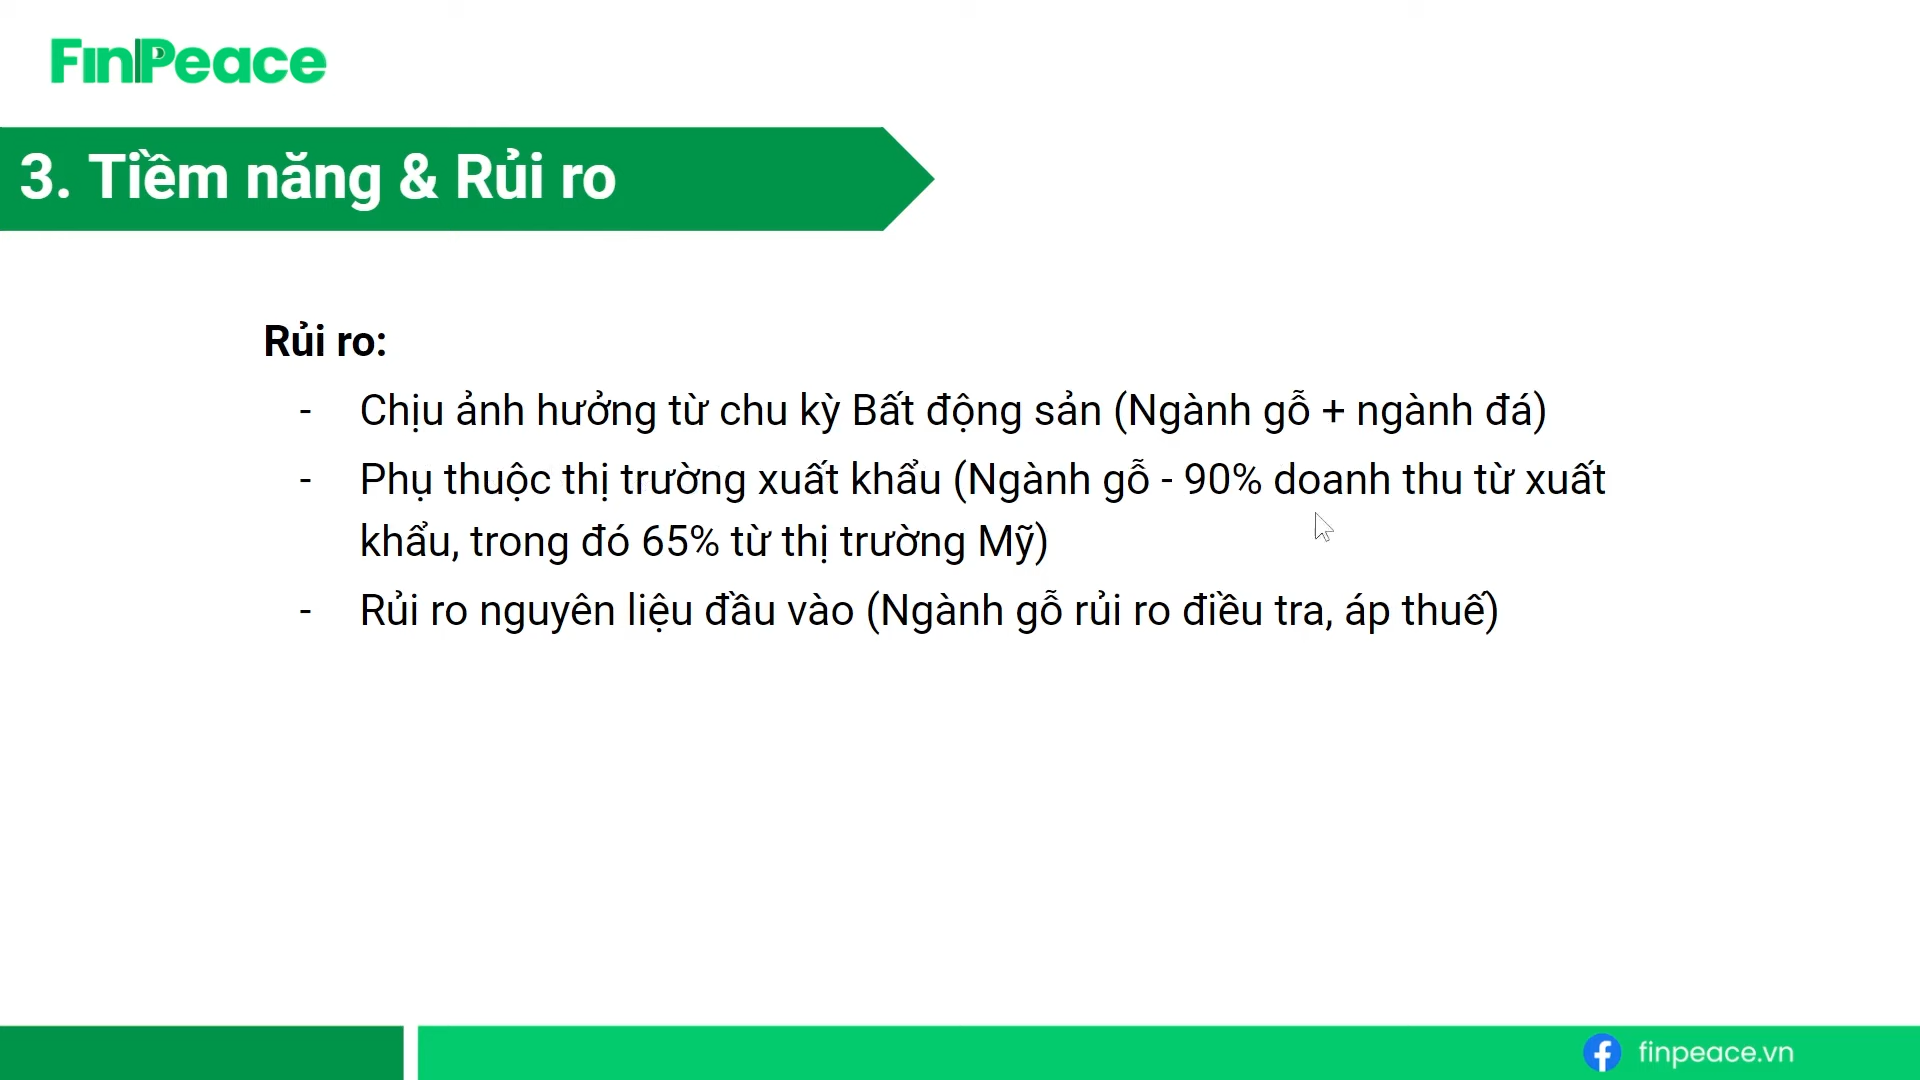 FinPeace
3. Tiềm năng & Rủi ro
Rủi ro:
- Chịu ảnh hưởng từ chu kỳ Bất động sản (Ngành gỗ + ngành đá)
- Phụ thuộc thị trường xuất khẩu (Ngành gỗ - 90% doanh thu từ xuất
khẩu, trong đó 65% từ thị trường Mỹ)
- Rủi ro nguyên liệu đầu vào (Ngành gỗ rủi ro điều tra, áp thuế)
finpeace.vn